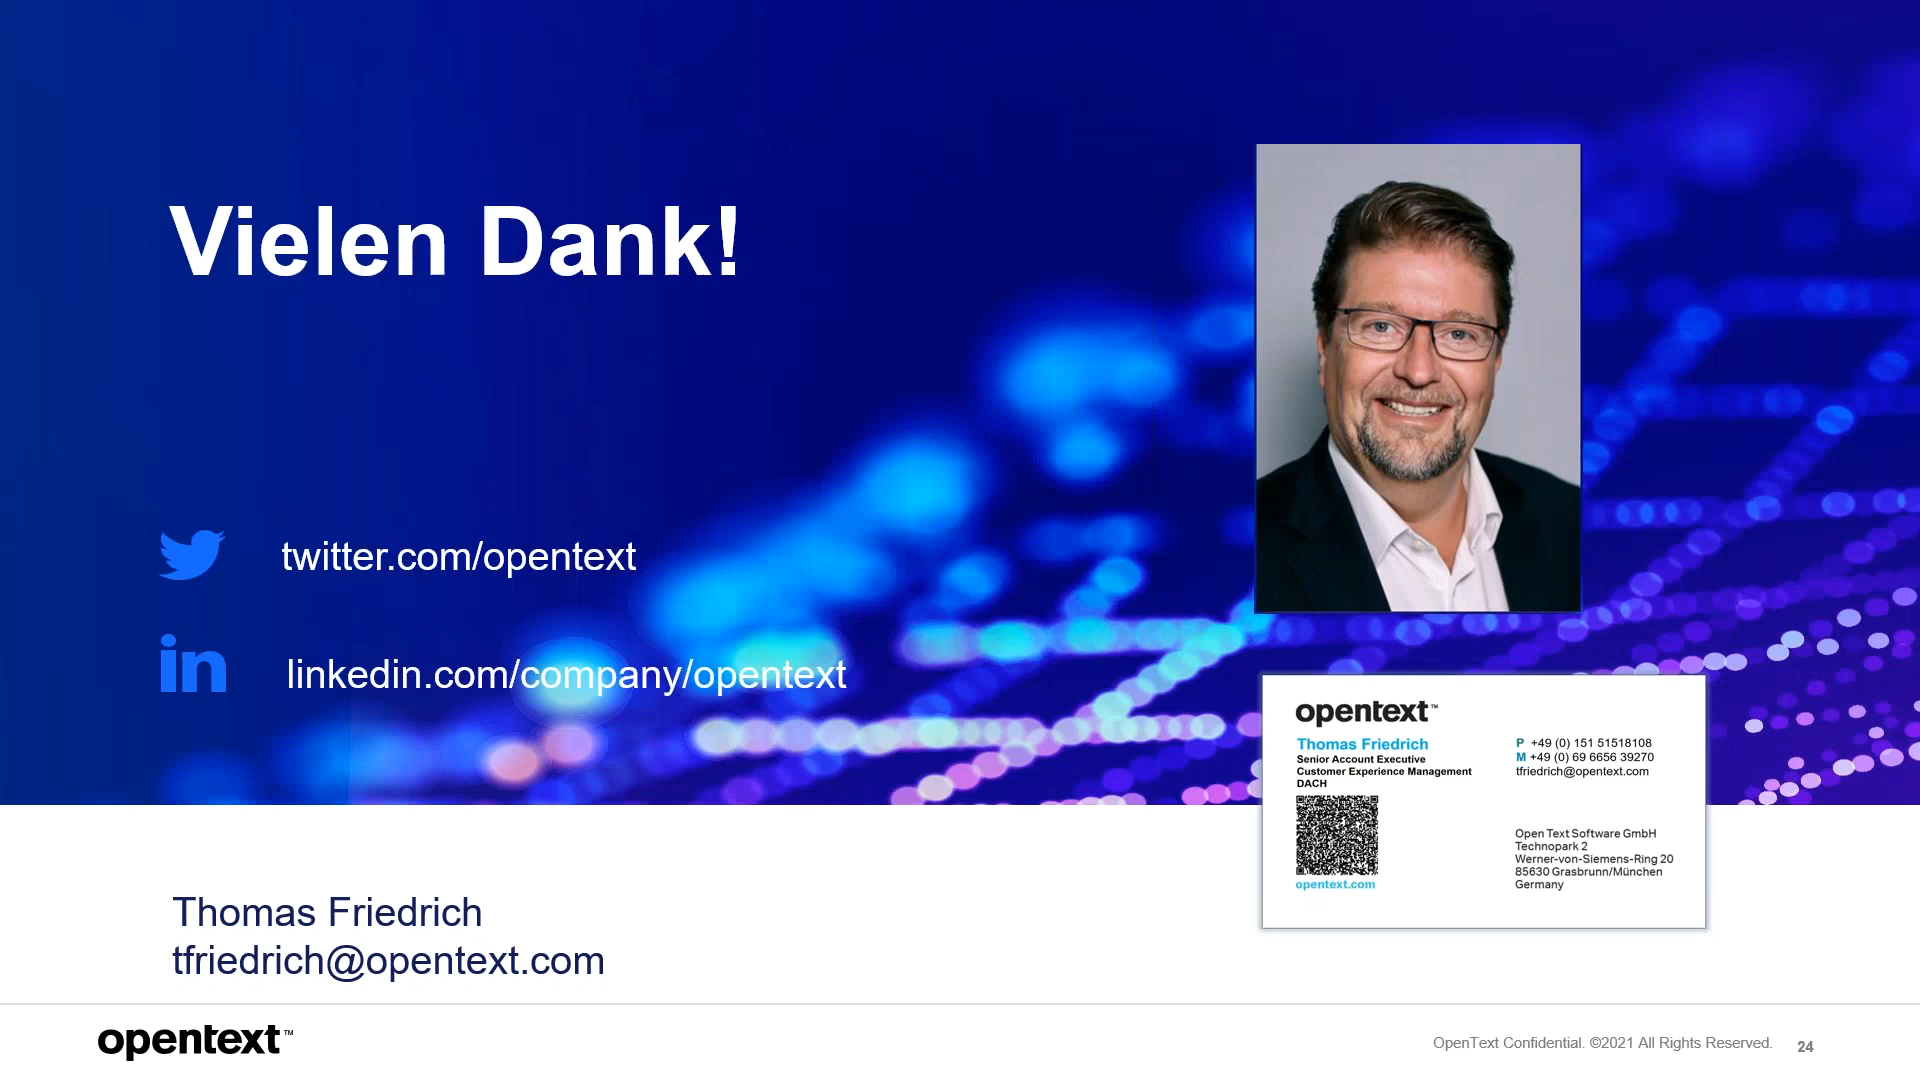 Vielen Dank!
twitter.com/opentext
linkedin.com/company/opentext
opentext™
Thomas Friedrich
Senior Account Executive
Customer Experience Management
DACH
opentext.com
P +49 (0) 151 51518108
M +49 (0) 69 6656 39270
tfriedrich@opentext.com
Open Text Software GmbH
Technopark 2
Werner-von-Siemens-Ring 20
85630 Grasbrunn/München
Germany
Thomas Friedrich
tfriedrich@opentext.com
opentext™
OpenText Confidential. ©2021 All Rights Reserved. 24